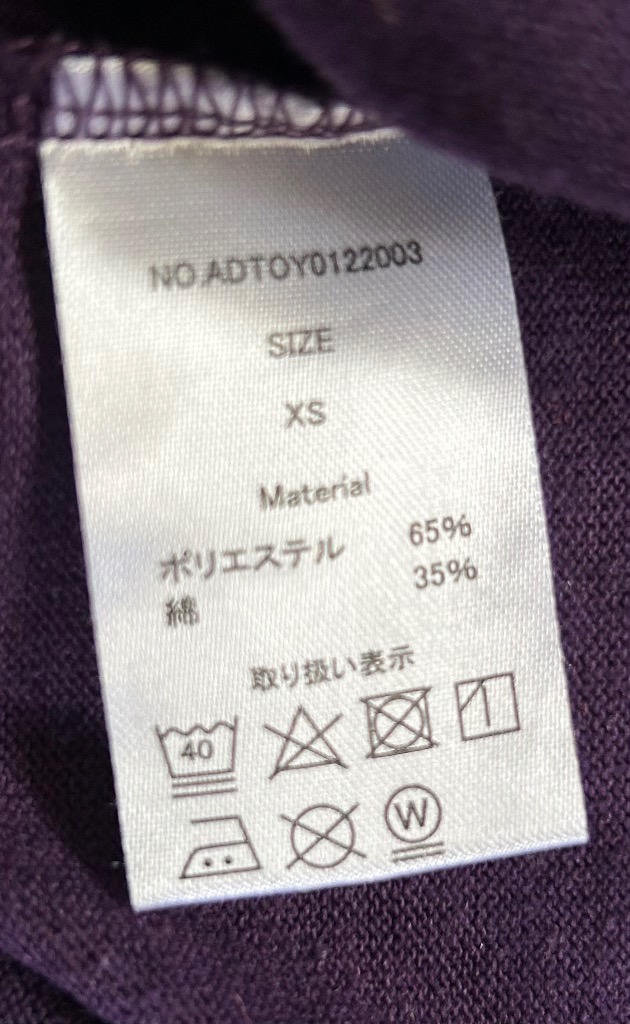 NO.ADTOY0122003
SIZE
XS
Material
ポリエステル 65%
綿 35%
取り扱い表示
40
W